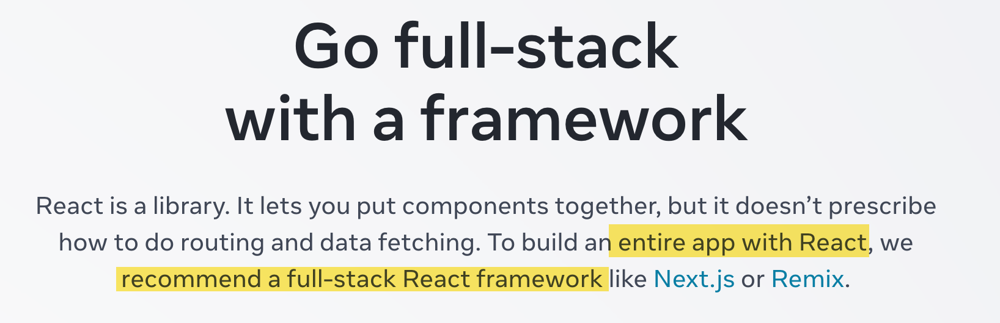 Go full-stack
with a framework
React is a library. It lets you put components together, but it doesn’t prescribe
how to do routing and data fetching. To build an entire app with React, we
recommend a full-stack React framework like Next.js or Remix.